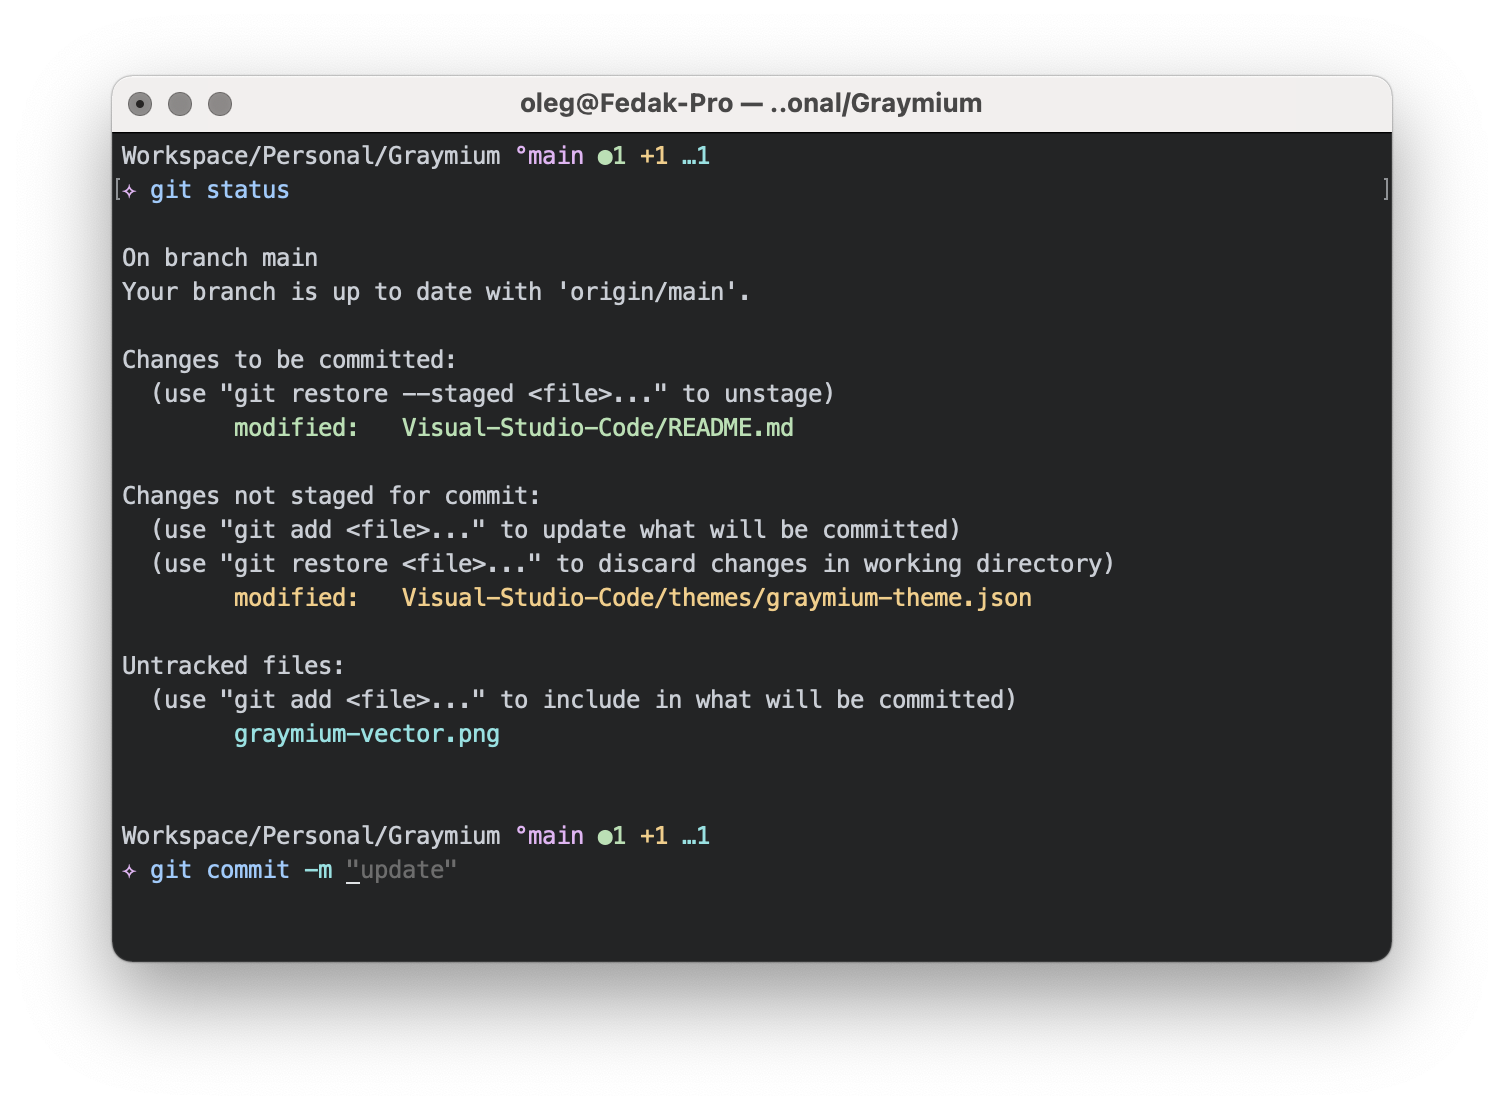 oleg@Fedak-Pro — ..onal/Graymium
Workspace/Personal/Graymium °main ●1 +1 …1
[✧ git status ]
On branch main
Your branch is up to date with 'origin/main'.
Changes to be committed:
  (use "git restore --staged <file>..." to unstage)
        modified:   Visual-Studio-Code/README.md
Changes not staged for commit:
  (use "git add <file>..." to update what will be committed)
  (use "git restore <file>..." to discard changes in working directory)
        modified:   Visual-Studio-Code/themes/graymium-theme.json
Untracked files:
  (use "git add <file>..." to include in what will be committed)
        graymium-vector.png
Workspace/Personal/Graymium °main ●1 +1 …1
✧ git commit -m "update"